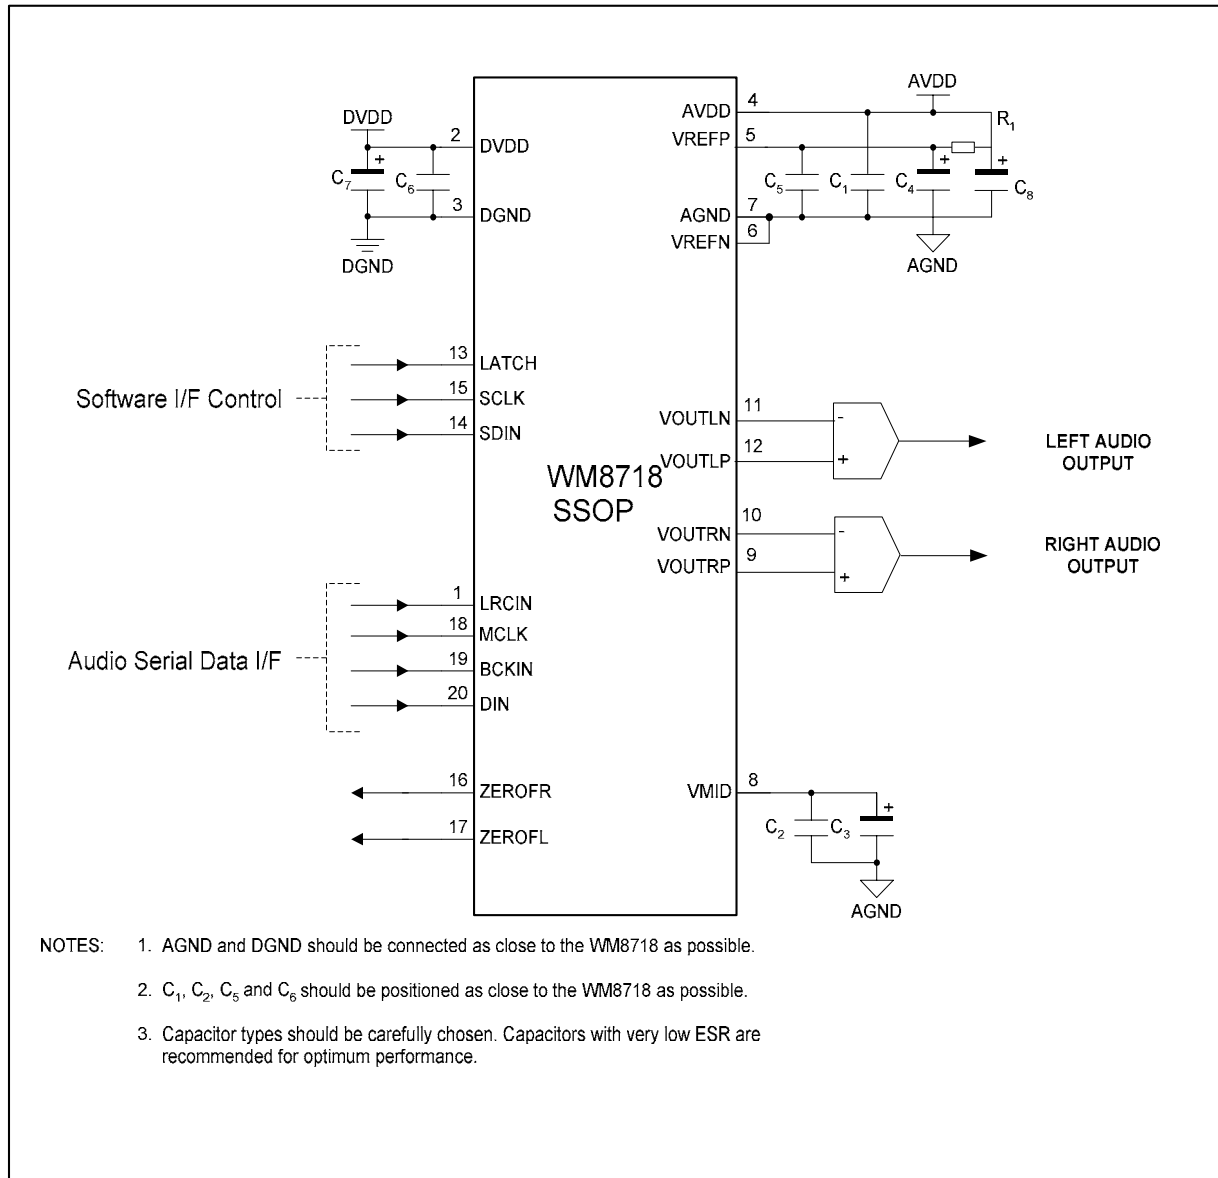 AVDD
DVDD
4
AVDD
R1
2
DVDD
5
VREFP
+
C7
C6
C5
C1
+
C4
+
C8
3
DGND
7
AGND
6
VREFN
DGND
AGND
Software I/F Control
13
LATCH
15
SCLK
14
SDIN
11
VOUTLN
-
12
VOUTLP
+
LEFT AUDIO
OUTPUT
WM8718
SSOP
10
VOUTRN
-
9
VOUTRP
+
RIGHT AUDIO
OUTPUT
Audio Serial Data I/F
1
LRCIN
18
MCLK
19
BCKIN
20
DIN
16
ZEROFR
17
ZEROFL
8
VMID
+
C2
C3
AGND
NOTES: 1. AGND and DGND should be connected as close to the WM8718 as possible.
2. C1, C2, C5 and C6 should be positioned as close to the WM8718 as possible.
3. Capacitor types should be carefully chosen. Capacitors with very low ESR are
recommended for optimum performance.